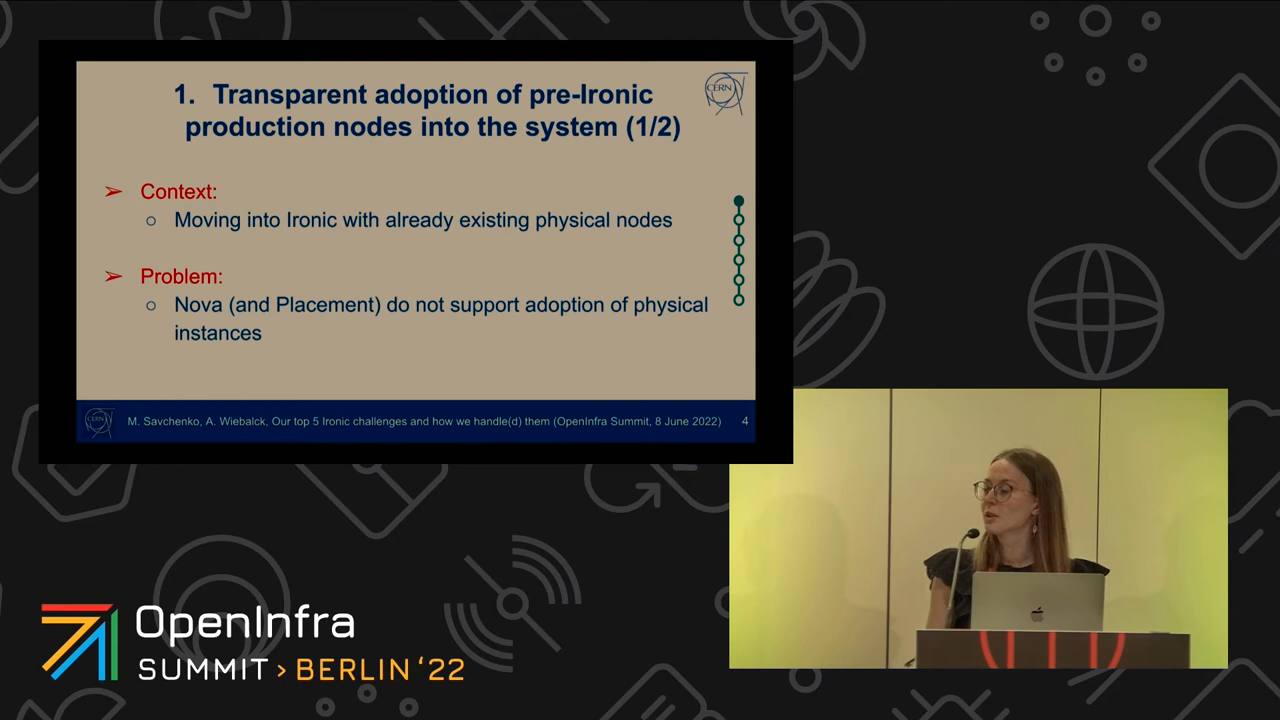 1. Transparent adoption of pre-Ironic
production nodes into the system (1/2)
CERN
➢ Context:
○ Moving into Ironic with already existing physical nodes
➢ Problem:
○ Nova (and Placement) do not support adoption of physical
instances
CERN
M. Savchenko, A. Wiebalck, Our top 5 Ironic challenges and how we handle(d) them (OpenInfra Summit, 8 June 2022)
4
OpenInfra
SUMMIT > BERLIN ‘22